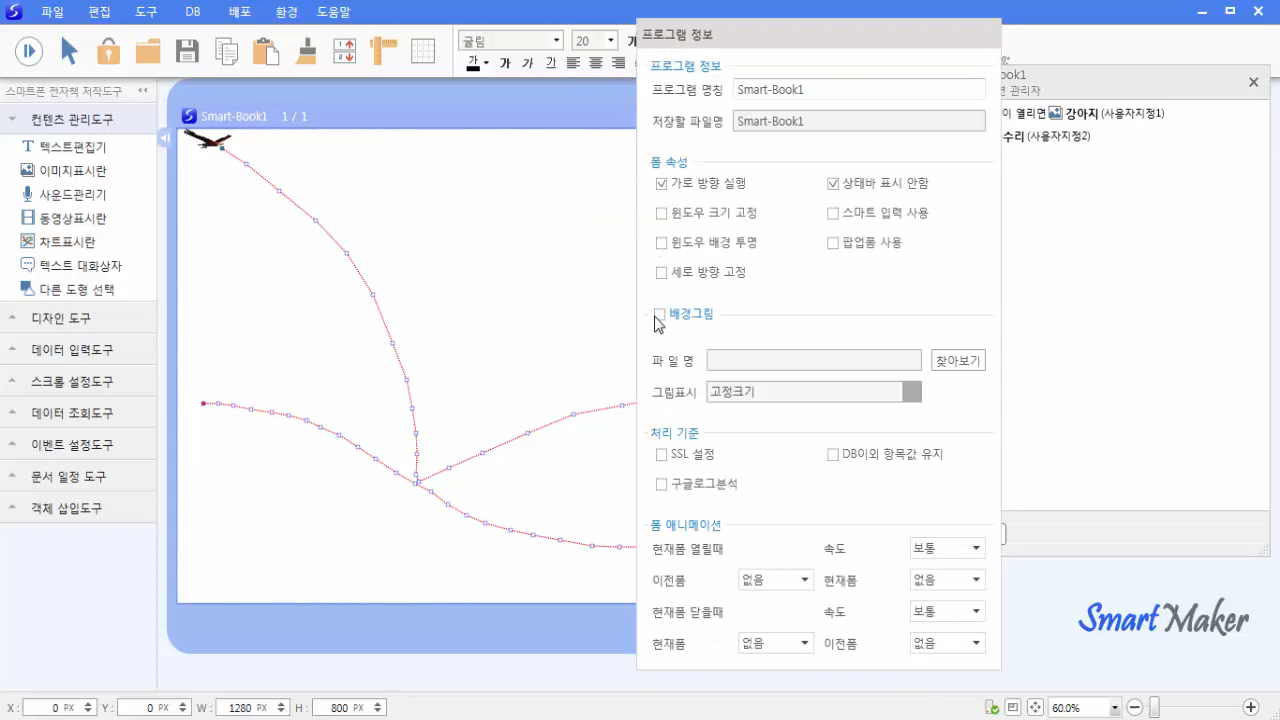 파일 편집 도구 DB 배포 환경 도움말
굴림 20 가
가 가 가 가
스마트폰 전자책 저작도구
컨텐츠 관리도구
텍스트편집기
이미지표시란
사운드관리기
동영상표시란
차트표시란
텍스트 대화상자
다른 도형 선택
디자인 도구
데이터 입력도구
스크롤 설정도구
데이터 조회도구
이벤트 설정도구
문서 일정 도구
객체 삽입도구
Smart-Book1 1 / 1
프로그램 정보
프로그램 정보
프로그램 명칭 Smart-Book1
저장할 파일명 Smart-Book1
폼 속성
가로 방향 실행 상태바 표시 안함
윈도우 크기 고정 스마트 입력 사용
윈도우 배경 투명 팝업폼 사용
세로 방향 고정
배경그림
파 일 명 찾아보기
그림표시 고정크기
처리 기준
SSL 설정 DB이외 항목값 유지
구글로그분석
폼 애니메이션
현재폼 열릴때 속도 보통
이전폼 없음 현재폼 없음
현재폼 닫을때 속도 보통
현재폼 없음 이전폼 없음
ok1
관리자
이 열리면 강아지 (사용자지정1)
수리 (사용자지정2)
Smart Maker
X : 0 PX Y : 0 PX W : 1280 PX H : 800 PX 60.0%